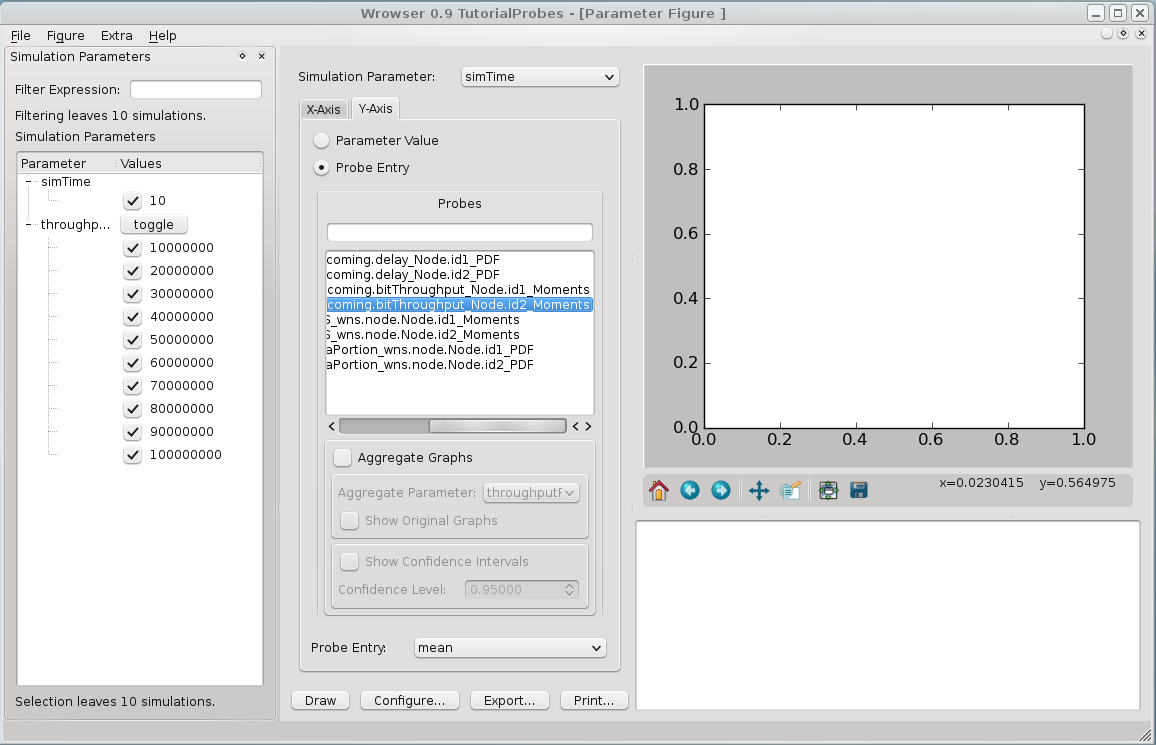 Wrowser 0.9 TutorialProbes - [Parameter Figure ]
File Figure Extra Help
Simulation Parameters
Filter Expression:
Filtering leaves 10 simulations.
Simulation Parameters
Parameter Values
simTime
10
throughp... toggle
10000000
20000000
30000000
40000000
50000000
60000000
70000000
80000000
90000000
100000000
Selection leaves 10 simulations.
Simulation Parameter: simTime
X-Axis Y-Axis
Parameter Value
Probe Entry
Probes
coming.delay_Node.id1_PDF
coming.delay_Node.id2_PDF
coming.bitThroughput_Node.id1_Moments
coming.bitThroughput_Node.id2_Moments
S_wns.node.Node.id1_Moments
S_wns.node.Node.id2_Moments
aPortion_wns.node.Node.id1_PDF
aPortion_wns.node.Node.id2_PDF
Aggregate Graphs
Aggregate Parameter: throughputF
Show Original Graphs
Show Confidence Intervals
Confidence Level: 0.95000
Probe Entry: mean
Draw Configure... Export... Print...
1.0
0.8
0.6
0.4
0.2
0.0
0.0 0.2 0.4 0.6 0.8 1.0
x=0.0230415 y=0.564975